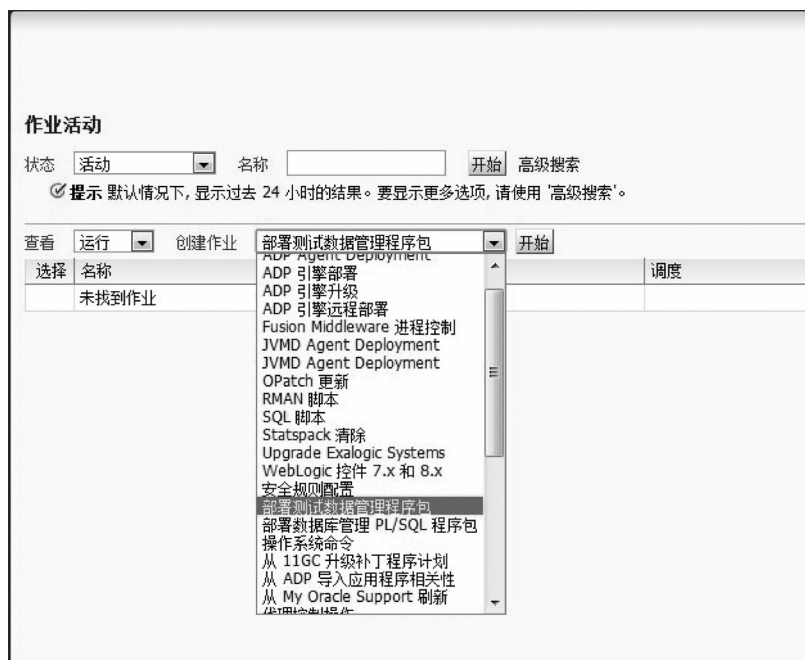 作业活动
状态 活动 名称 开始 高级搜索
提示 默认情况下, 显示过去 24 小时的结果。要显示更多选项, 请使用 '高级搜索'。
查看 运行 创建作业 部署测试数据管理程序包 开始
选择 名称 调度
未找到作业
ADP Agent Deployment
ADP 引擎部署
ADP 引擎升级
ADP 引擎远程部署
Fusion Middleware 进程控制
JVMD Agent Deployment
JVMD Agent Deployment
OPatch 更新
RMAN 脚本
SQL 脚本
Statspack 清除
Upgrade Exalogic Systems
WebLogic 控件 7.x 和 8.x
安全规则配置
部署测试数据管理程序包
部署数据库管理 PL/SQL 程序包
操作系统命令
从 11GC 升级补丁程序计划
从 ADP 导入应用程序相关性
从 My Oracle Support 刷新
代理控制操作